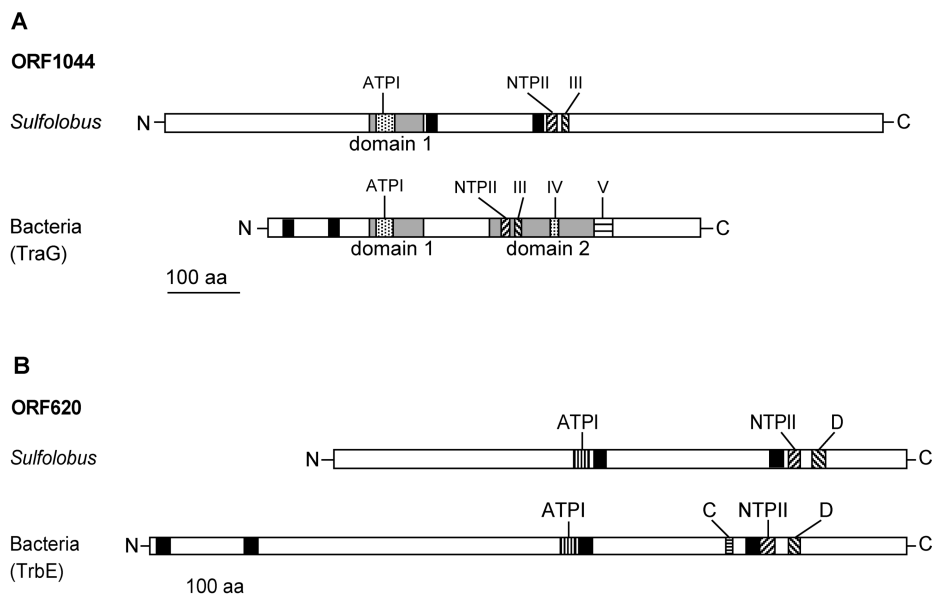 A
ORF1044
ATPI NTPII III
Sulfolobus N C
domain 1
ATPI NTPII III IV V
Bacteria N C
(TraG)
domain 1 domain 2
100 aa
B
ORF620
ATPI NTPII D
Sulfolobus N C
ATPI C NTPII D
Bacteria N C
(TrbE)
100 aa